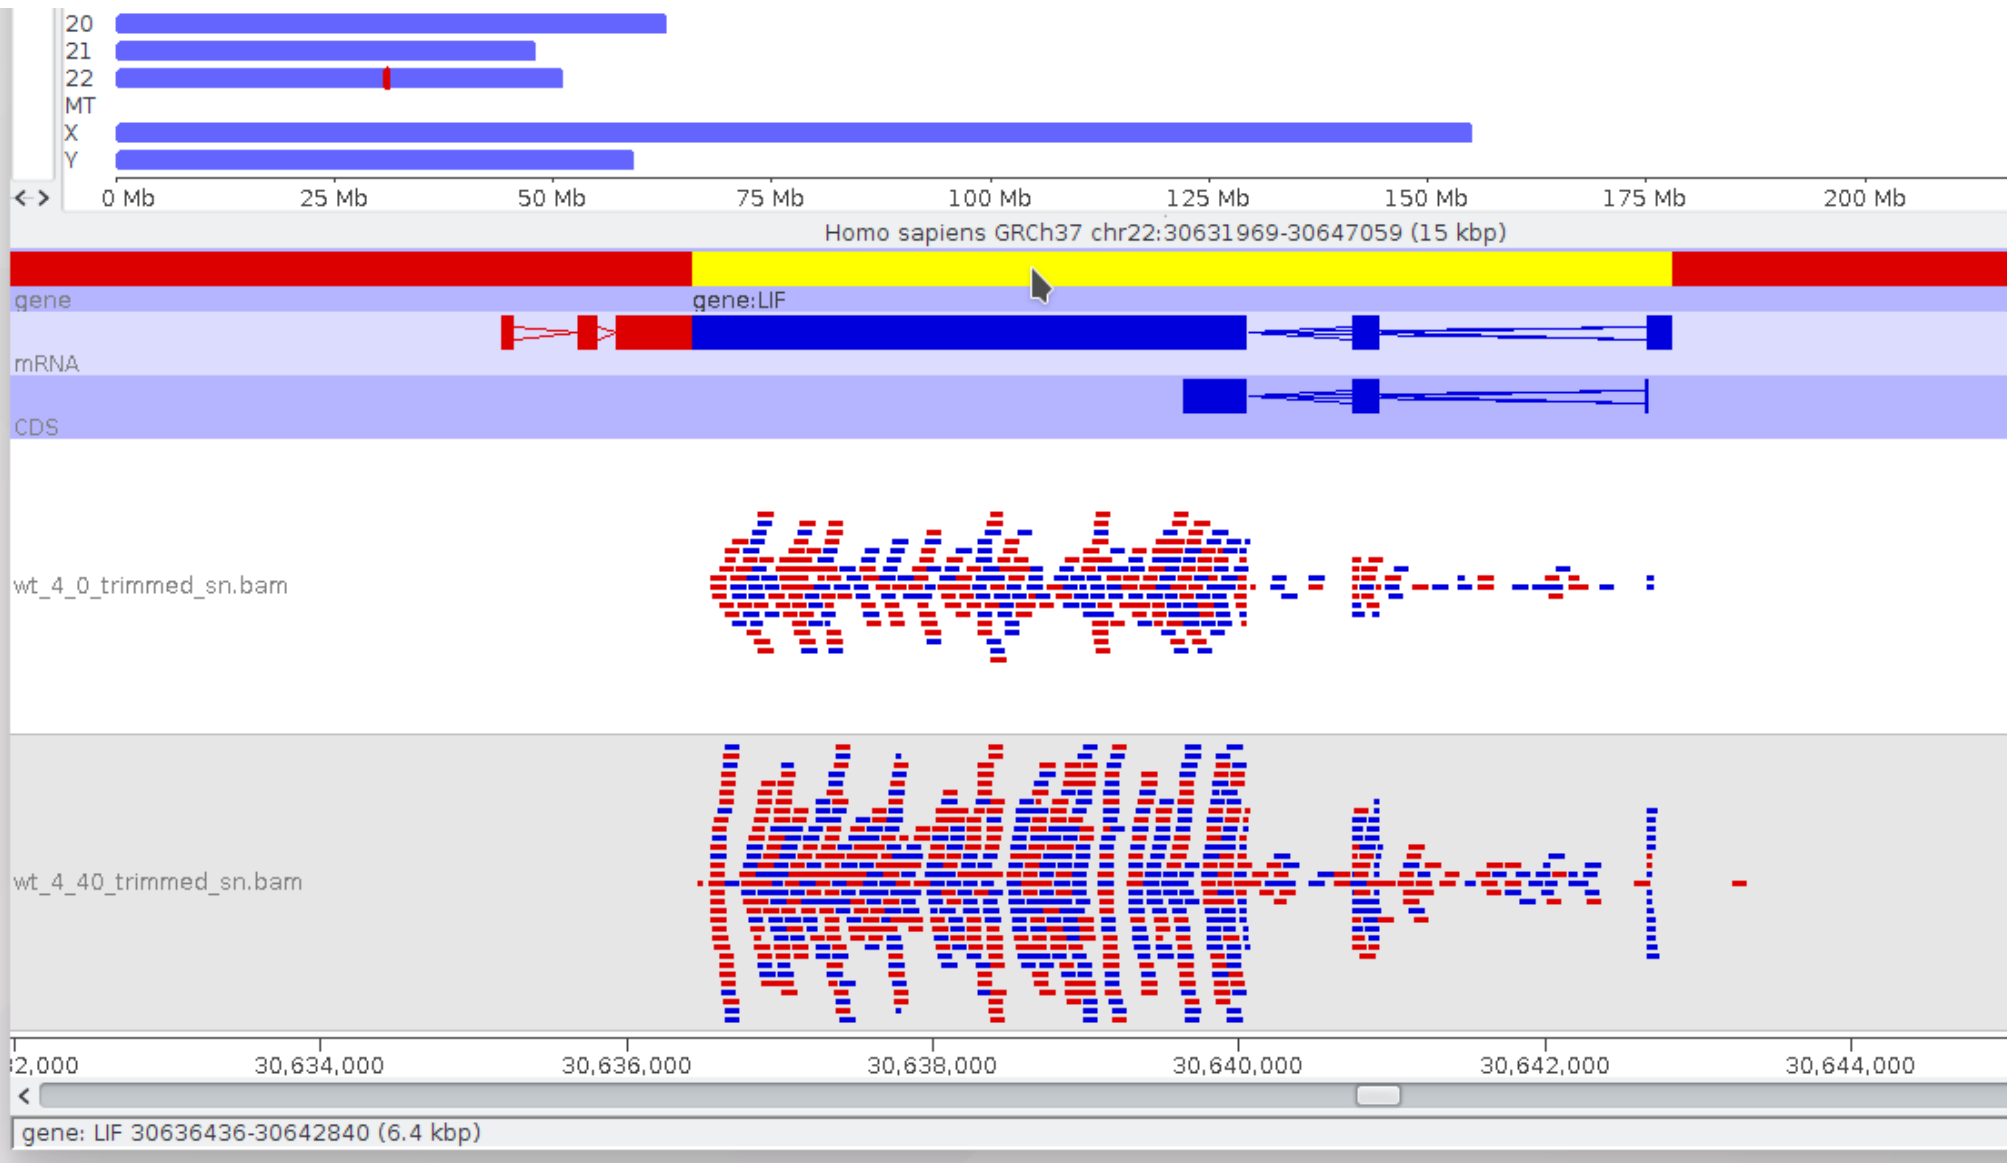 20
21
22
MT
X
Y
0 Mb 25 Mb 50 Mb 75 Mb 100 Mb 125 Mb 150 Mb 175 Mb 200 Mb
Homo sapiens GRCh37 chr22:30631969-30647059 (15 kbp)
gene gene:LIF
mRNA
CDS
wt_4_0_trimmed_sn.bam
wt_4_40_trimmed_sn.bam
2,000 30,634,000 30,636,000 30,638,000 30,640,000 30,642,000 30,644,000
gene: LIF 30636436-30642840 (6.4 kbp)